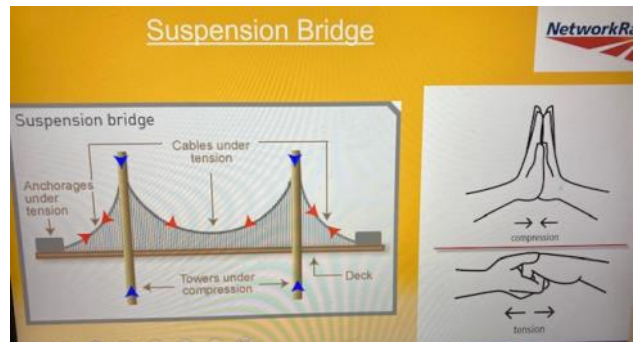 Suspension Bridge
NetworkRa
Suspension bridge
Cables under
tension
Anchorages
under
tension
Towers under
compression
Deck
compression
tension